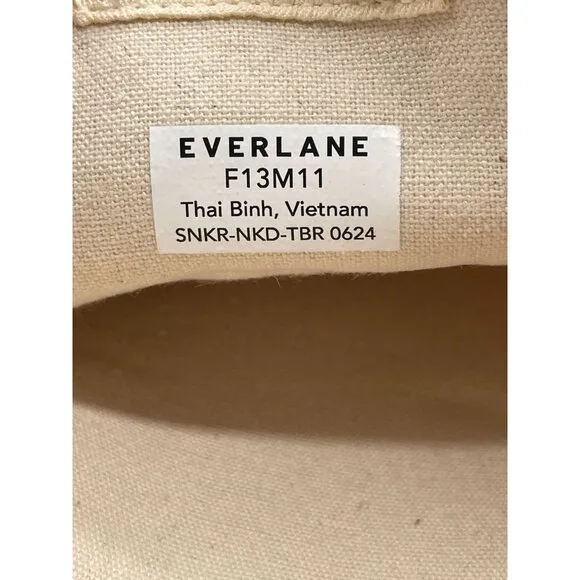 EVERLANE
F13M11
Thai Binh, Vietnam
SNKR-NKD-TBR 0624